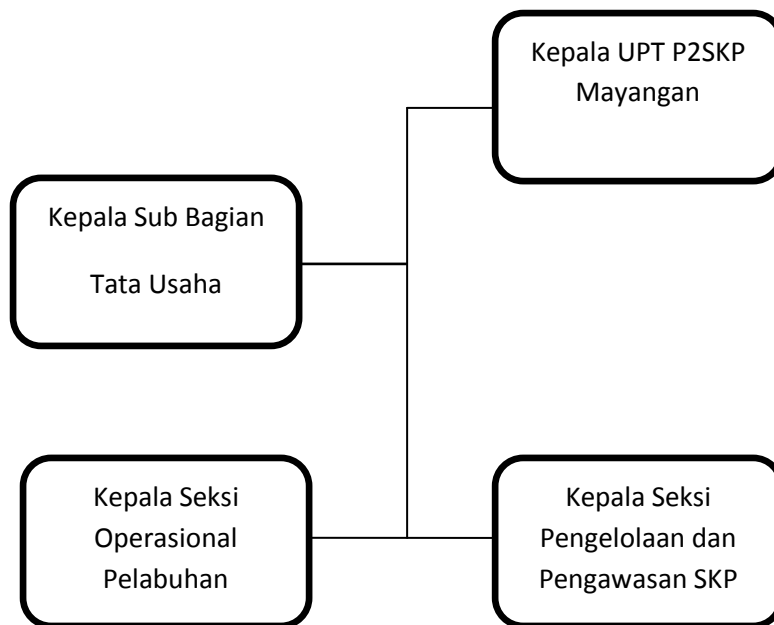 Kepala UPT P2SKP
Mayangan
Kepala Sub Bagian
Tata Usaha
Kepala Seksi
Operasional
Pelabuhan
Kepala Seksi
Pengelolaan dan
Pengawasan SKP